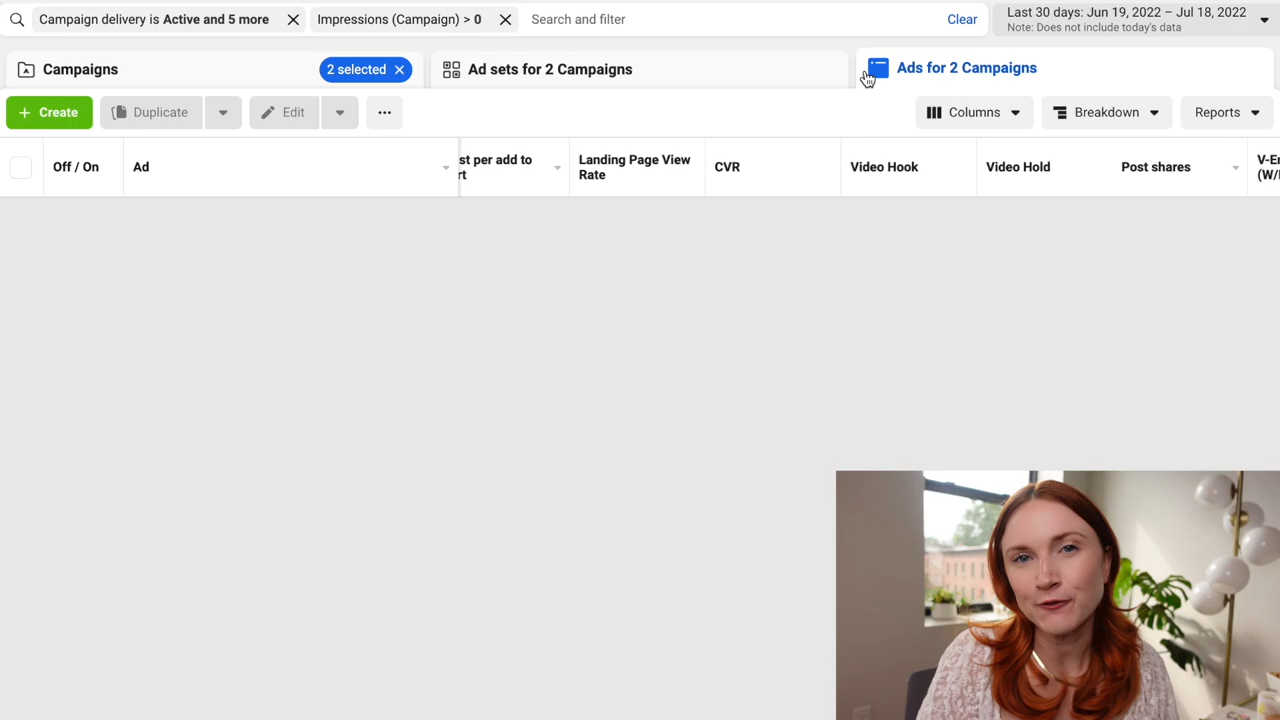 Campaign delivery is Active and 5 more
Impressions (Campaign) > 0
Search and filter
Clear
Last 30 days: Jun 19, 2022 – Jul 18, 2022
Note: Does not include today's data
Campaigns
2 selected
Ad sets for 2 Campaigns
Ads for 2 Campaigns
+ Create
Duplicate
Edit
Columns
Breakdown
Reports
Off / On
Ad
st per add to
rt
Landing Page View
Rate
CVR
Video Hook
Video Hold
Post shares
V-E
(W/